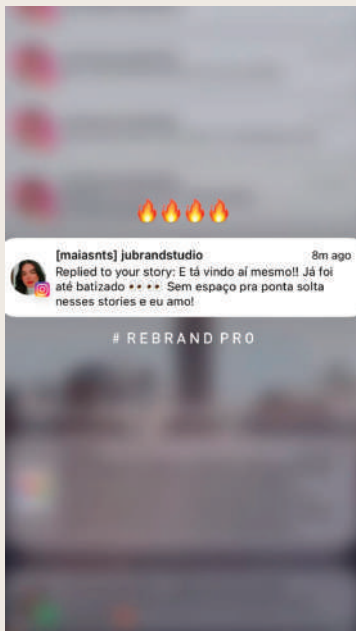 🔥🔥🔥🔥
[maiasnts] jubrandstudio 8m ago
Replied to your story: E tá vindo aí mesmo!! Já foi
até batizado 👀👀 Sem espaço pra ponta solta
nesses stories e eu amo!
# REBRAND PRO